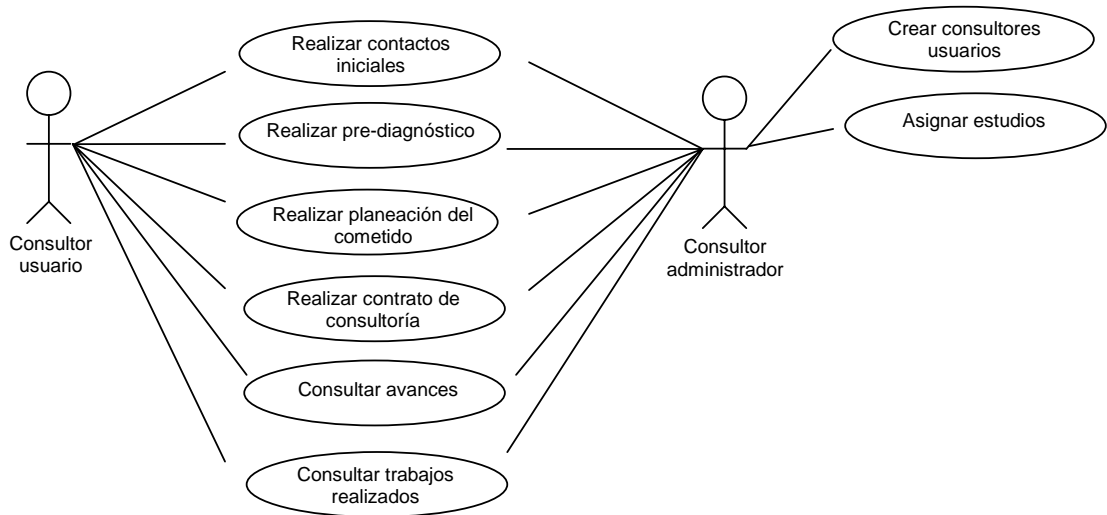 Realizar contactos
iniciales
Realizar pre-diagnóstico
Realizar planeación del
cometido
Realizar contrato de
consultoría
Consultar avances
Consultar trabajos
realizados
Consultor
usuario
Consultor
administrador
Crear consultores
usuarios
Asignar estudios